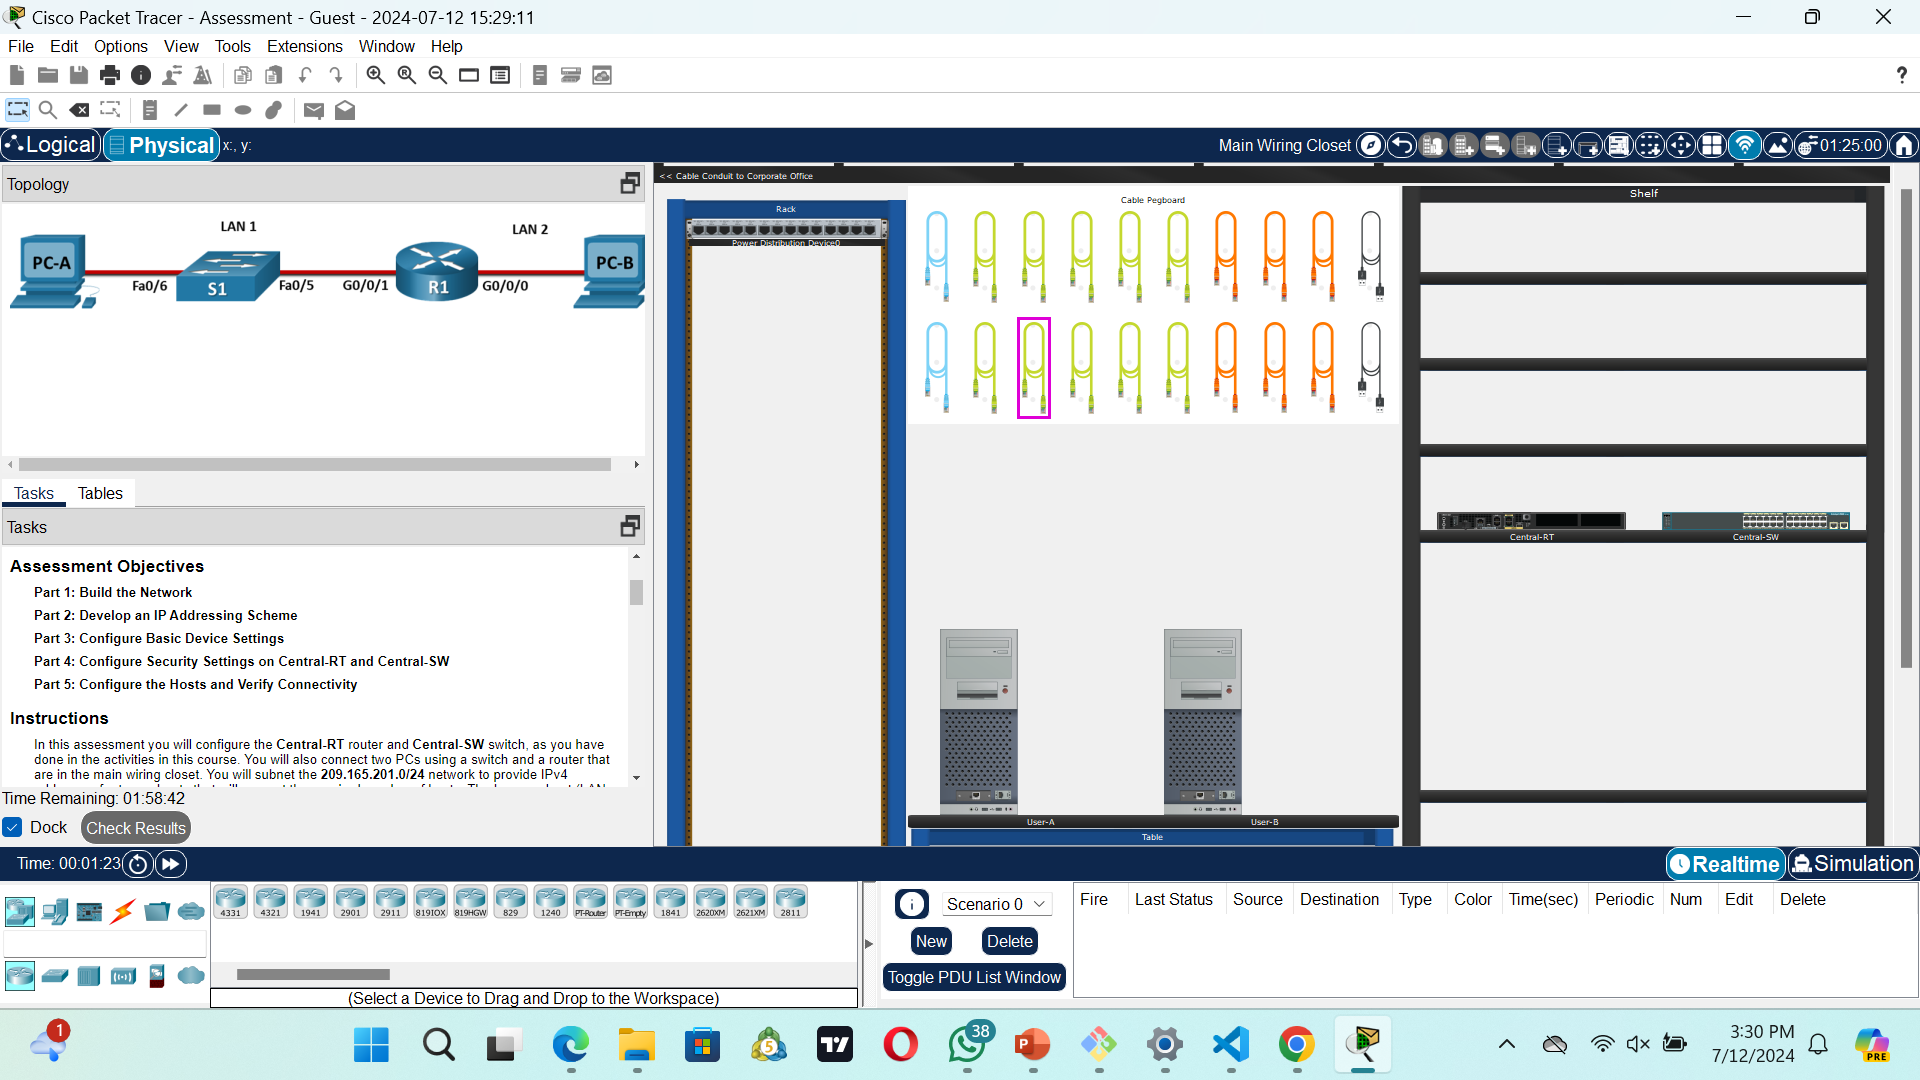 Cisco Packet Tracer - Assessment - Guest - 2024-07-12 15:29:11
File Edit Options View Tools Extensions Window Help
?
Logical Physical x:, y: Main Wiring Closet 01:25:00
Topology
LAN 1
LAN 2
PC-A
PC-B
Fa0/6
S1
Fa0/5
G0/0/1
R1
G0/0/0
Tasks Tables
Tasks
Assessment Objectives
Part 1: Build the Network
Part 2: Develop an IP Addressing Scheme
Part 3: Configure Basic Device Settings
Part 4: Configure Security Settings on Central-RT and Central-SW
Part 5: Configure the Hosts and Verify Connectivity
Instructions
In this assessment you will configure the Central-RT router and Central-SW switch, as you have
done in the activities in this course. You will also connect two PCs using a switch and a router that
are in the main wiring closet. You will subnet the 209.165.201.0/24 network to provide IPv4
Time Remaining: 01:58:42
Dock Check Results
<< Cable Conduit to Corporate Office
Rack
Power Distribution Device0
Cable Pegboard
Shelf
Central-RT
Central-SW
User-A
User-B
Table
Time: 00:01:23
Realtime Simulation
4331 4321 1941 2901 2911 819IOX 819HGW 829 1240 PT-Router PT-Empty 1841 2620XM 2621XM 2811
(Select a Device to Drag and Drop to the Workspace)
Scenario 0
New Delete
Toggle PDU List Window
Fire Last Status Source Destination Type Color Time(sec) Periodic Num Edit Delete
1
5
38
P
PRE
3:30 PM
7/12/2024